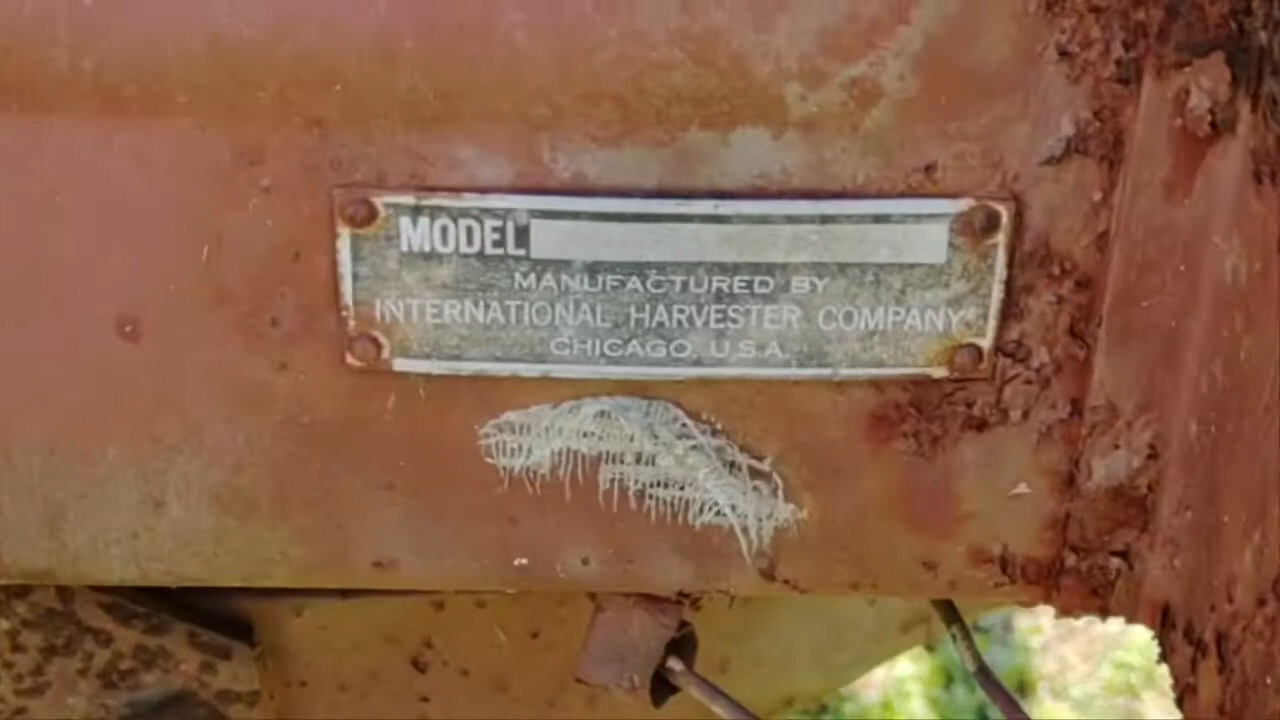 MODEL
MANUFACTURED BY
INTERNATIONAL HARVESTER COMPANY
CHICAGO, U.S.A.